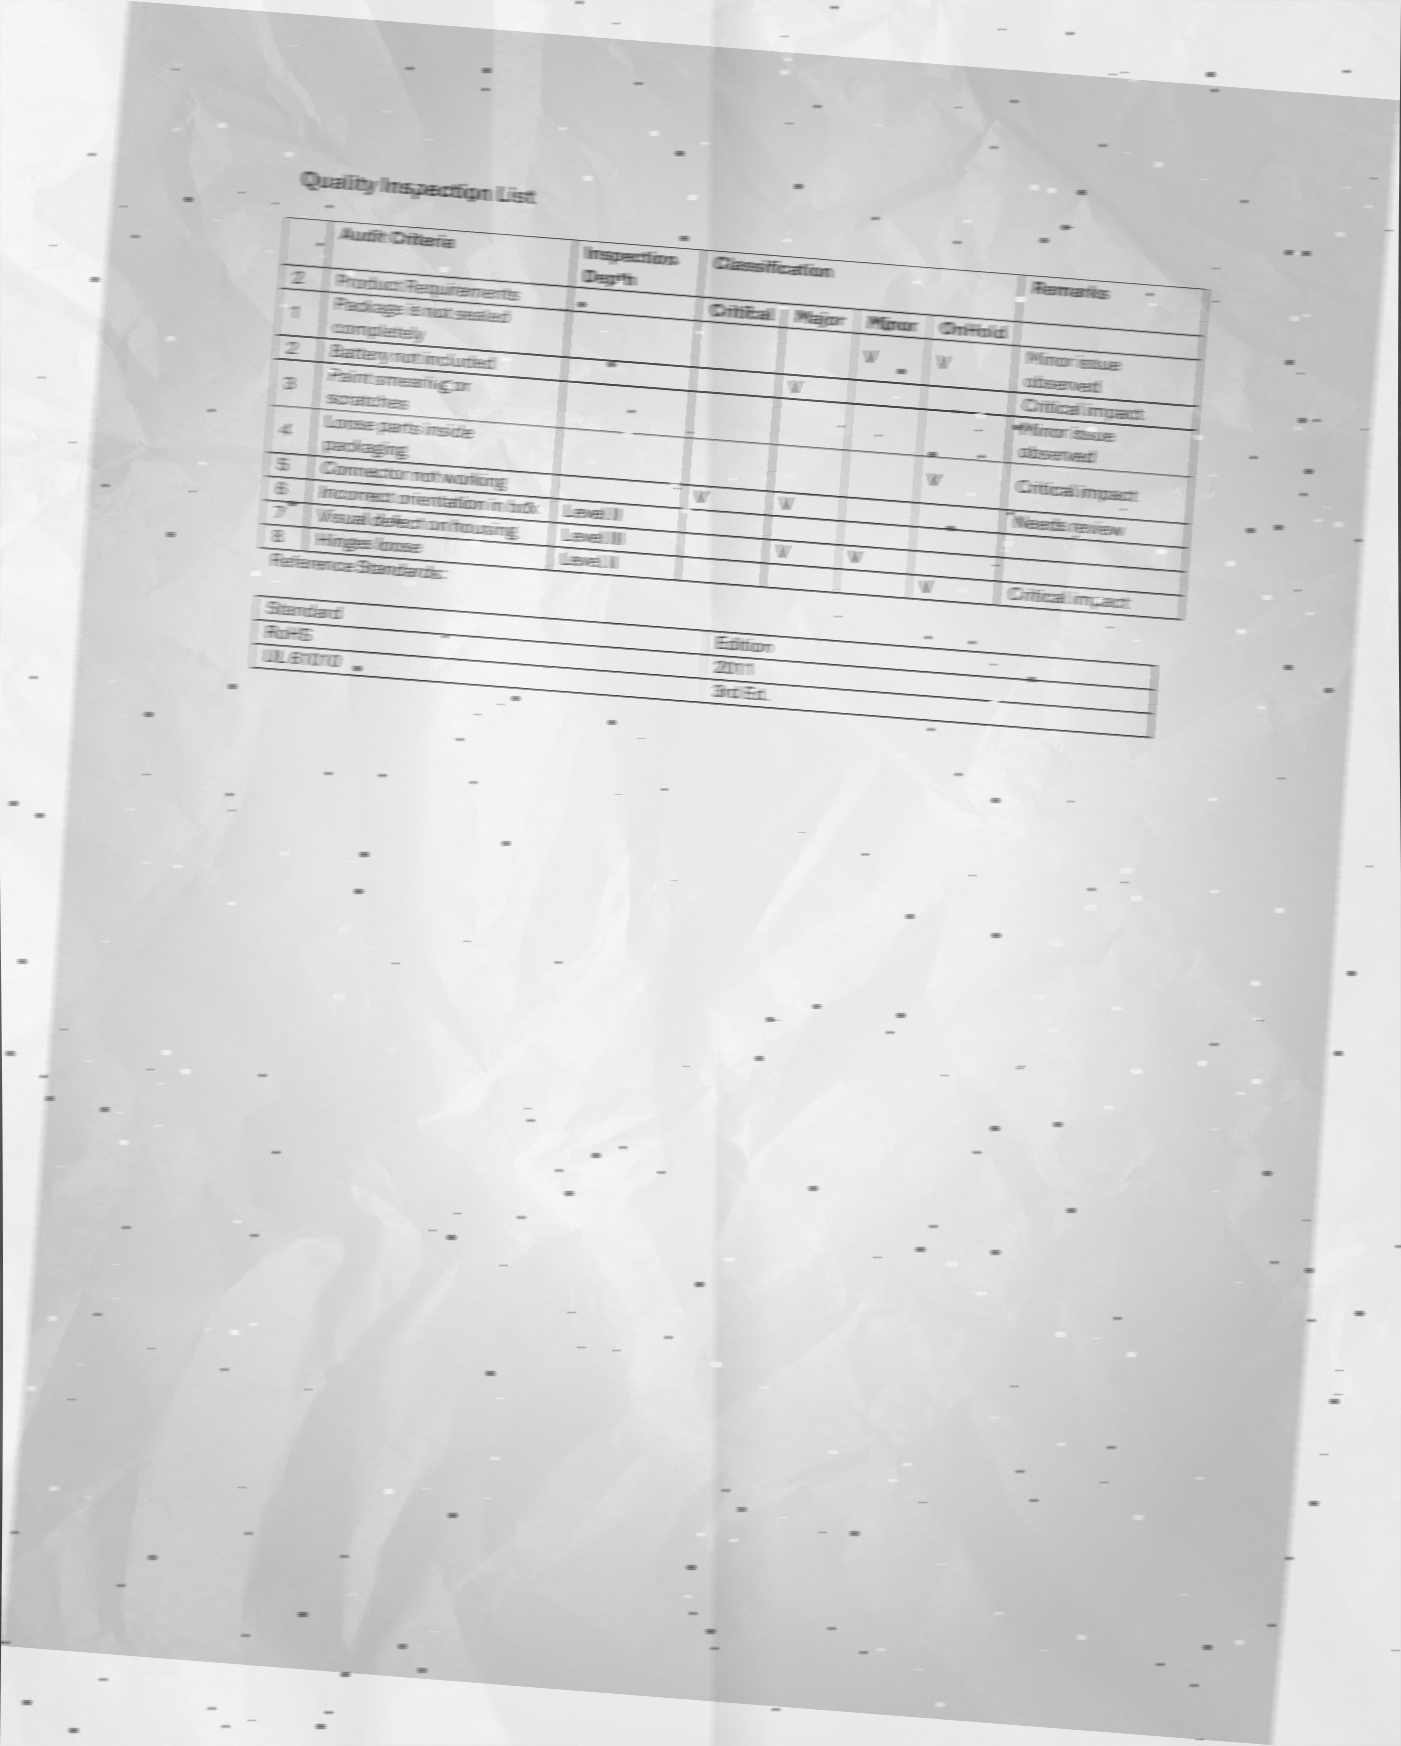 Quality Inspection List
Audit Criteria Inspection Depth Classification Remarks
2 Product Requirements Critical Major Minor OnHold
1 Package is not sealed completely V V Minor issue observed
2 Battery not included V Critical impact
3 Paint smearing or scratches Minor issue observed
4 Loose parts inside packaging V Critical impact
5 Connector not working V V Needs review
6 Incorrect orientation in box Level II
7 Visual defect on housing Level III V V
8 Hinges loose Level II V Critical impact
Reference Standards:
Standard Edition
RoHS 2011
UL 61010 3rd Ed.